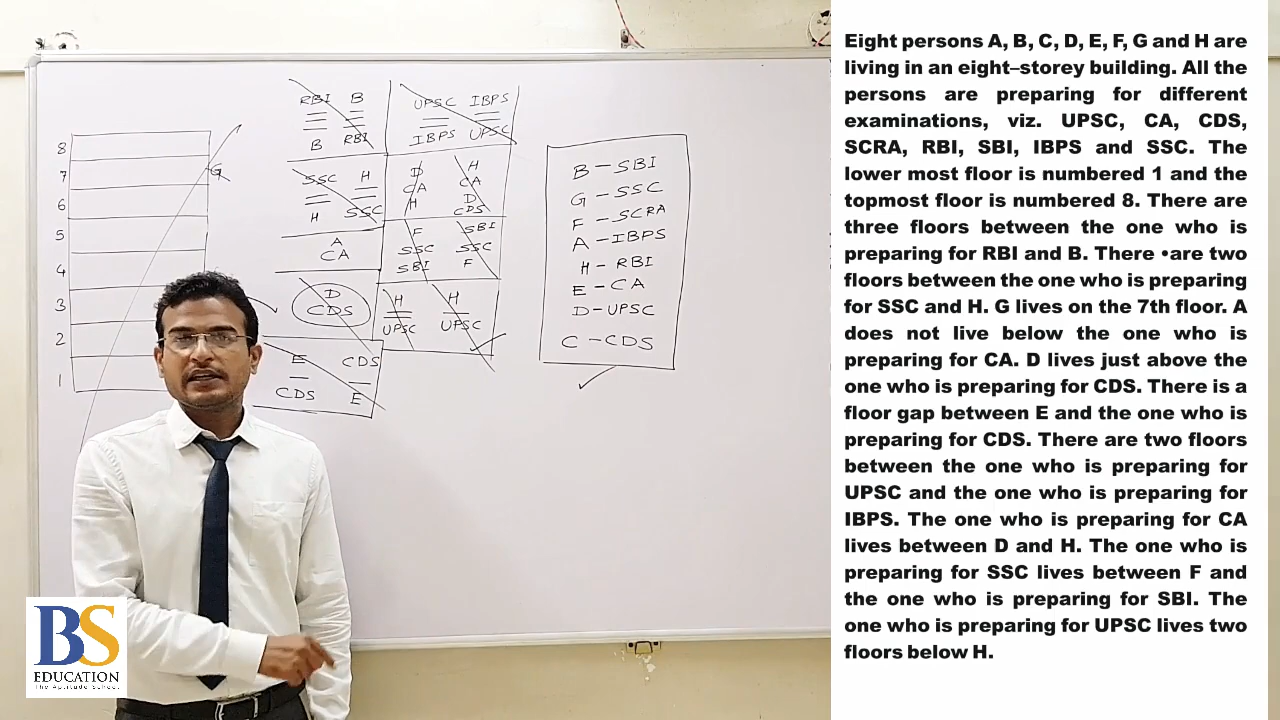 Eight persons A, B, C, D, E, F, G and H are
living in an eight–storey building. All the
persons are preparing for different
examinations, viz. UPSC, CA, CDS,
SCRA, RBI, SBI, IBPS and SSC. The
lower most floor is numbered 1 and the
topmost floor is numbered 8. There are
three floors between the one who is
preparing for RBI and B. There •are two
floors between the one who is preparing
for SSC and H. G lives on the 7th floor. A
does not live below the one who is
preparing for CA. D lives just above the
one who is preparing for CDS. There is a
floor gap between E and the one who is
preparing for CDS. There are two floors
between the one who is preparing for
UPSC and the one who is preparing for
IBPS. The one who is preparing for CA
lives between D and H. The one who is
preparing for SSC lives between F and
the one who is preparing for SBI. The
one who is preparing for UPSC lives two
floors below H.
8
7 G
6
5
4
3
2
1
RBI B
B RBI
UPSC IBPS
IBPS UPSC
SSC H
H SSC
D H
CA CA
H D
CDS
A
CA
F SBI
SSC SSC
SBI F
D
CDS
H H
UPSC UPSC
E CDS
CDS E
B – SBI
G – SSC
F – SCRA
A – IBPS
H – RBI
E – CA
D – UPSC
C – CDS
BS
EDUCATION
The Aptitude School